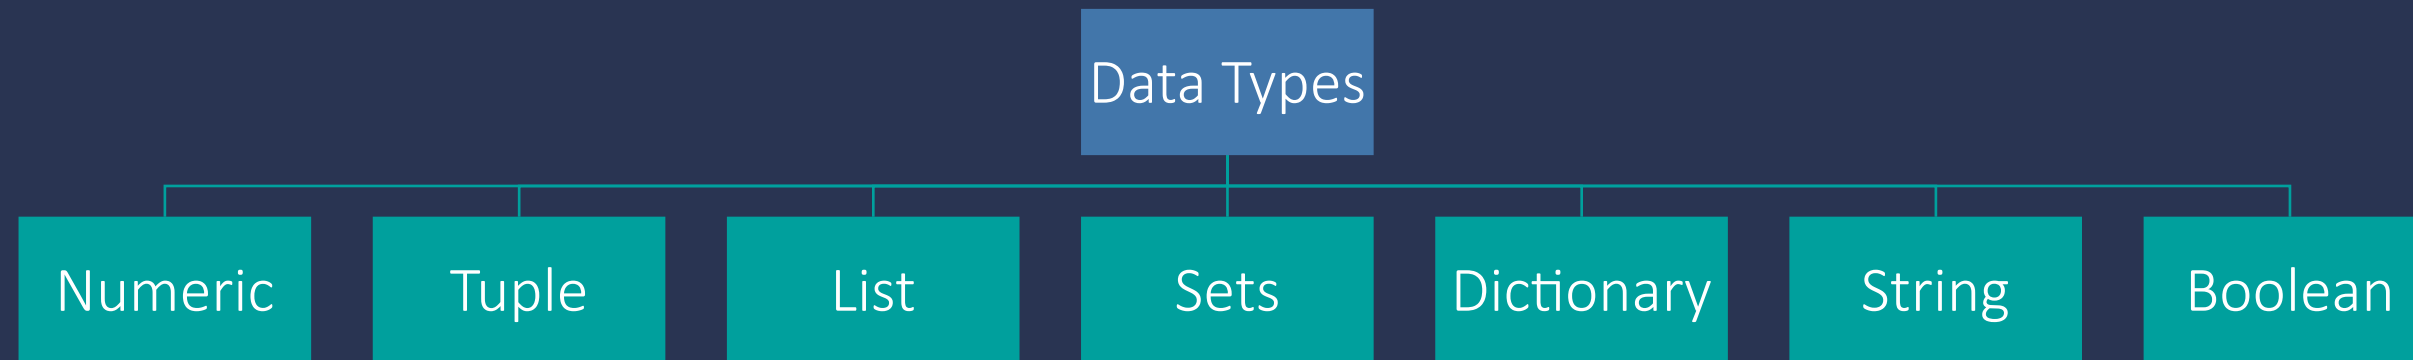 Data Types
Numeric
Tuple
List
Sets
Dictionary
String
Boolean